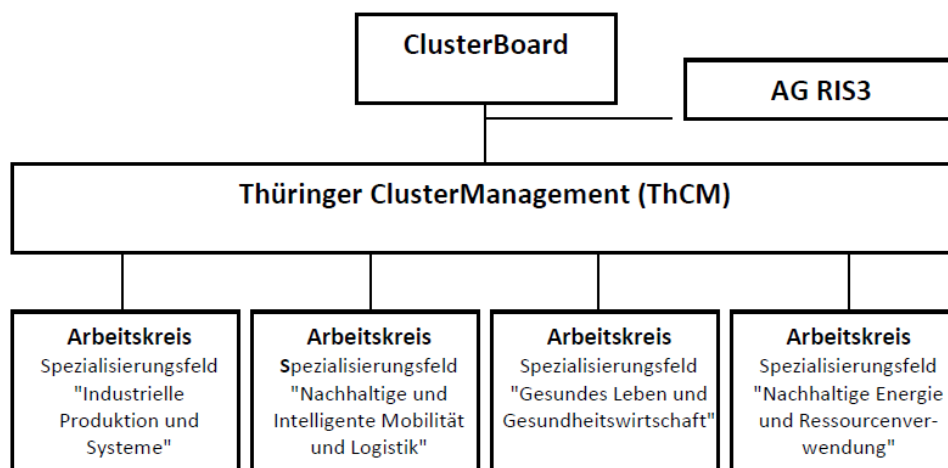 ClusterBoard
AG RIS3
Thüringer ClusterManagement (ThCM)
Arbeitskreis
Spezialisierungsfeld
"Industrielle
Produktion und
Systeme"
Arbeitskreis
Spezialisierungsfeld
"Nachhaltige und
Intelligente Mobilität
und Logistik"
Arbeitskreis
Spezialisierungsfeld
"Gesundes Leben und
Gesundheitswirtschaft"
Arbeitskreis
Spezialisierungsfeld
"Nachhaltige Energie
und Ressourcenver-
wendung"